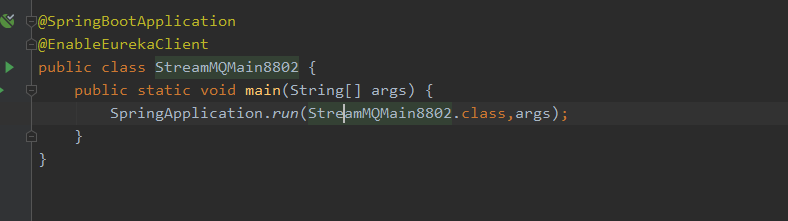 @SpringBootApplication
@EnableEurekaClient
public class StreamMQMain8802 {
public static void main(String[] args) {
SpringApplication.run(StreamMQMain8802.class,args);
}
}